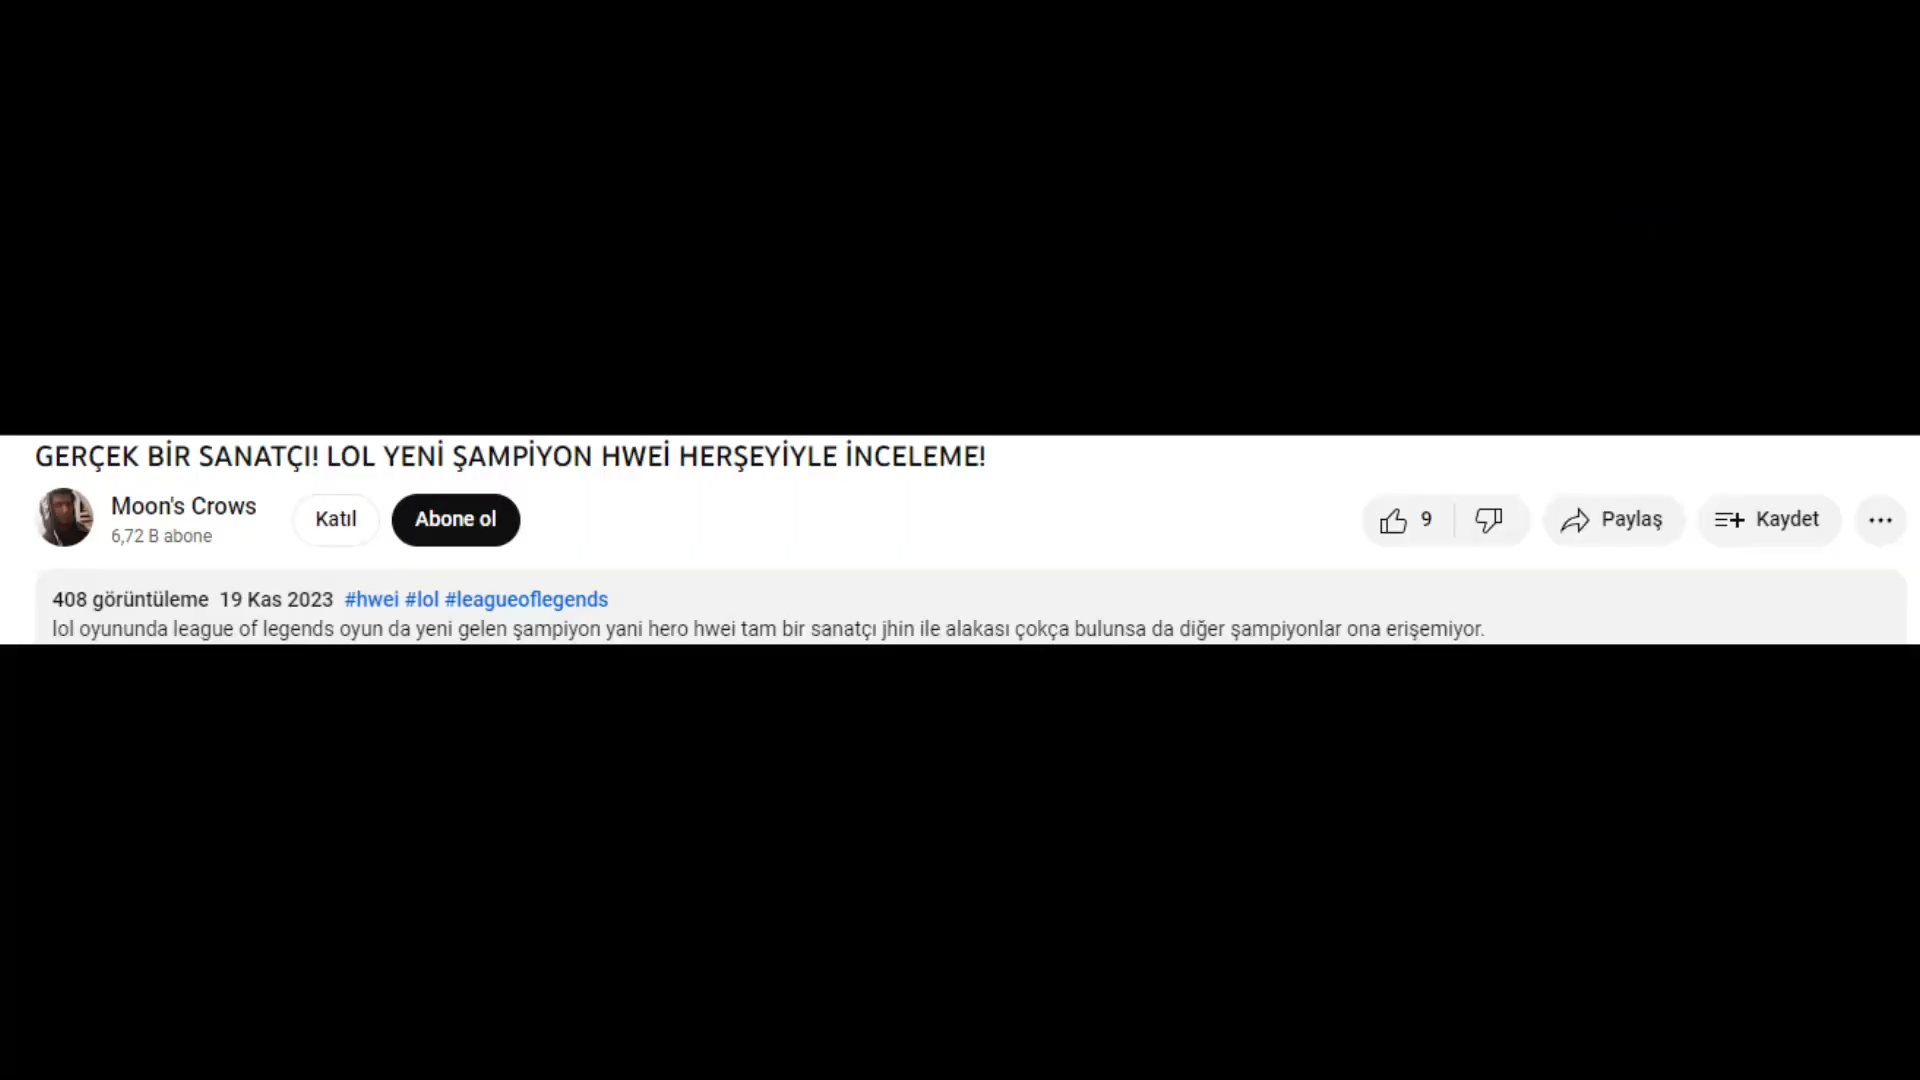 GERÇEK BİR SANATÇI! LOL YENİ ŞAMPİYON HWEİ HERŞEYİYLE İNCELEME!
Moon's Crows
6,72 B abone
Katıl
Abone ol
9
Paylaş
Kaydet
408 görüntüleme 19 Kas 2023 #hwei #lol #leagueoflegends
lol oyununda league of legends oyun da yeni gelen şampiyon yani hero hwei tam bir sanatçı jhin ile alakası çokça bulunsa da diğer şampiyonlar ona erişemiyor.